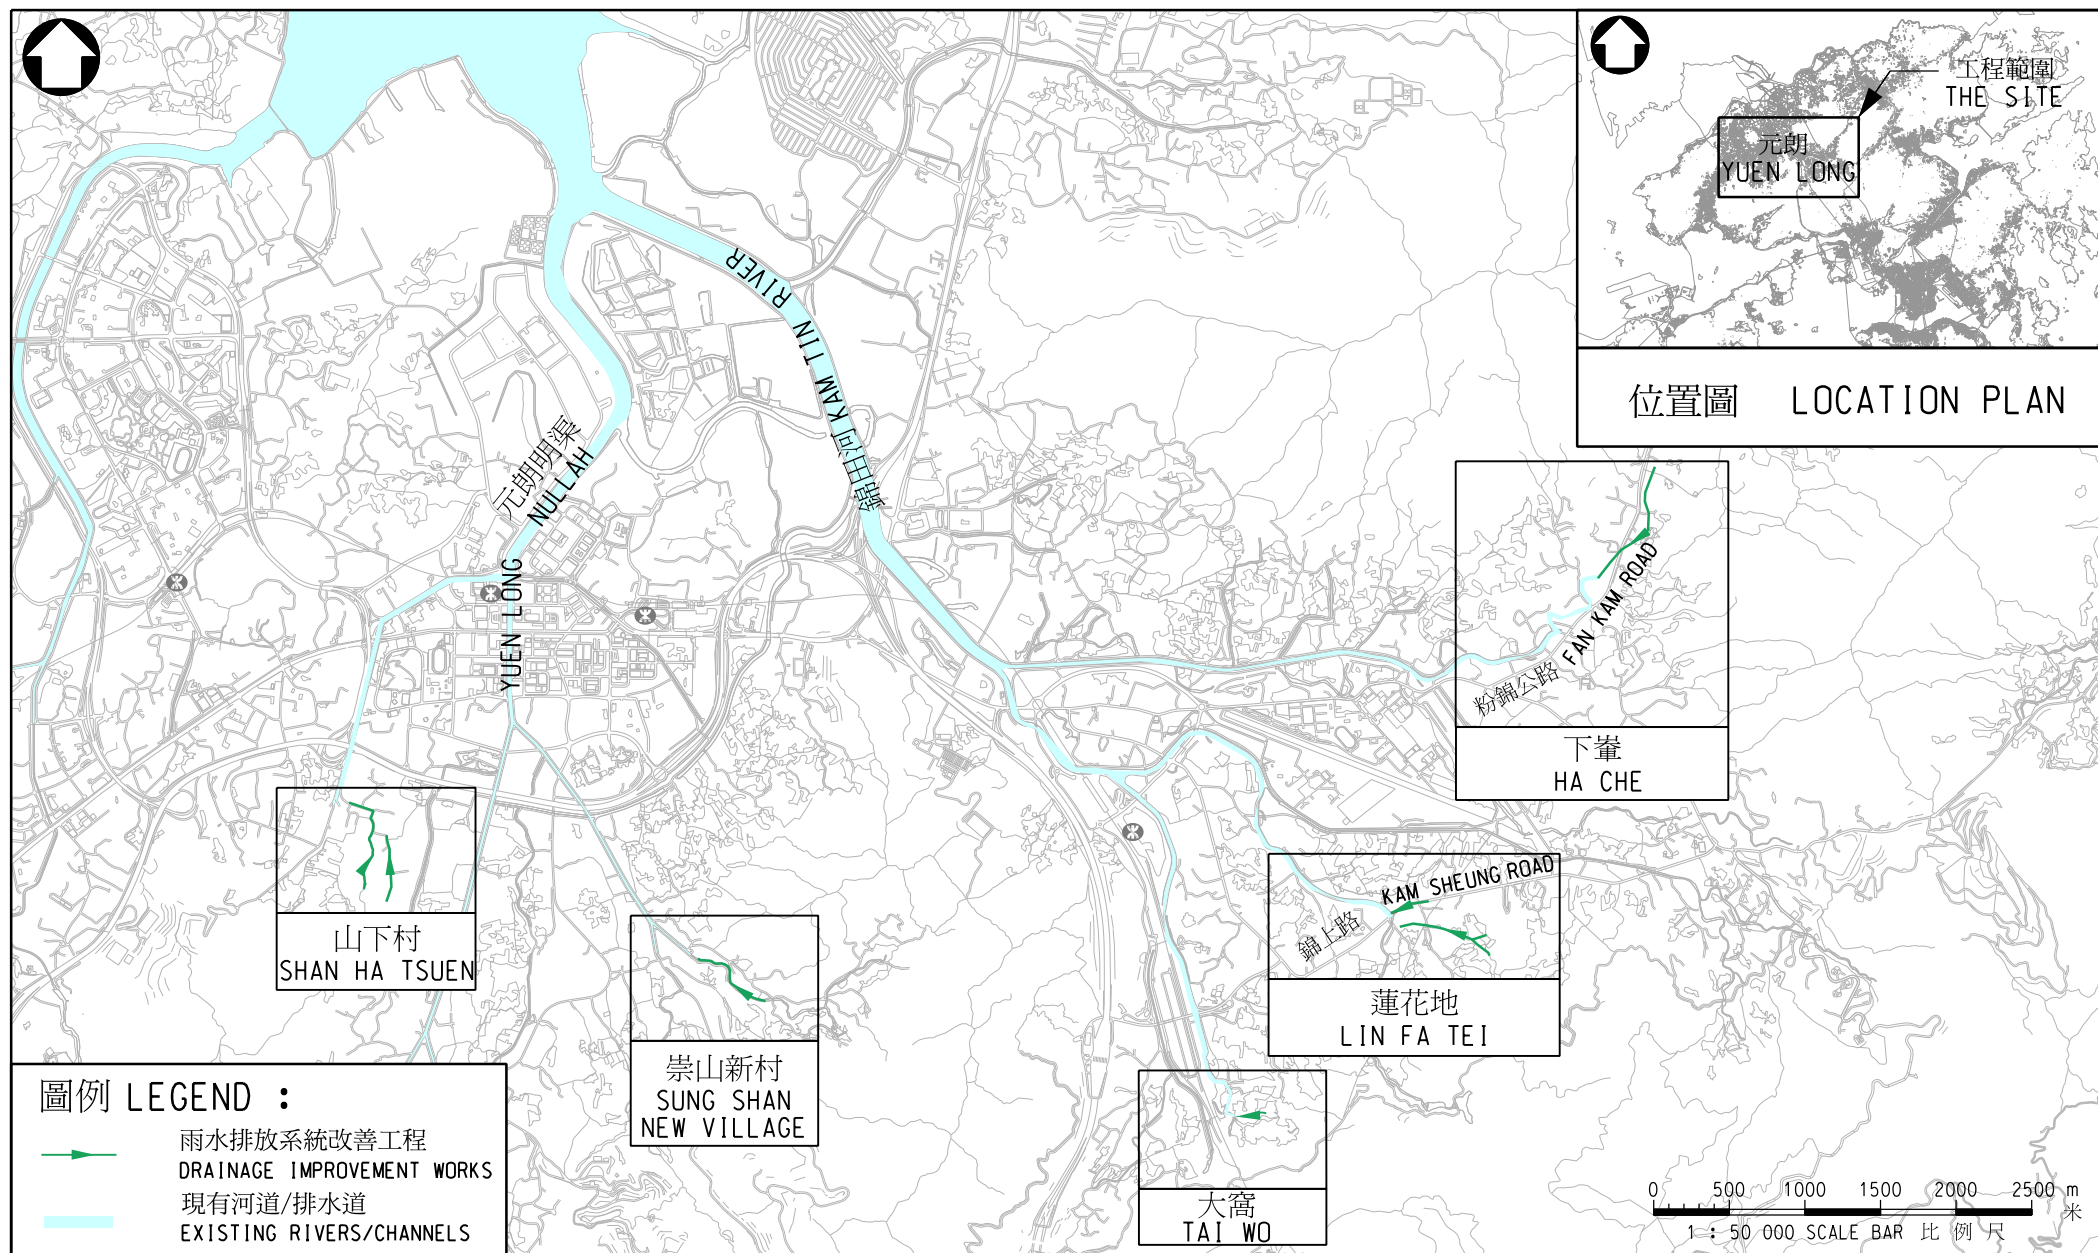 工程範圍
THE SITE
元朗
YUEN LONG
位置圖 LOCATION PLAN
錦田河 KAM TIN RIVER
元朗明渠
YUEN LONG NULLAH
FAN KAM ROAD
粉錦公路
下輋
HA CHE
KAM SHEUNG ROAD
錦上路
蓮花地
LIN FA TEI
山下村
SHAN HA TSUEN
崇山新村
SUNG SHAN
NEW VILLAGE
大窩
TAI WO
圖例 LEGEND :
雨水排放系統改善工程
DRAINAGE IMPROVEMENT WORKS
現有河道/排水道
EXISTING RIVERS/CHANNELS
0 500 1000 1500 2000 2500 m
米
1 : 50 000 SCALE BAR 比例尺